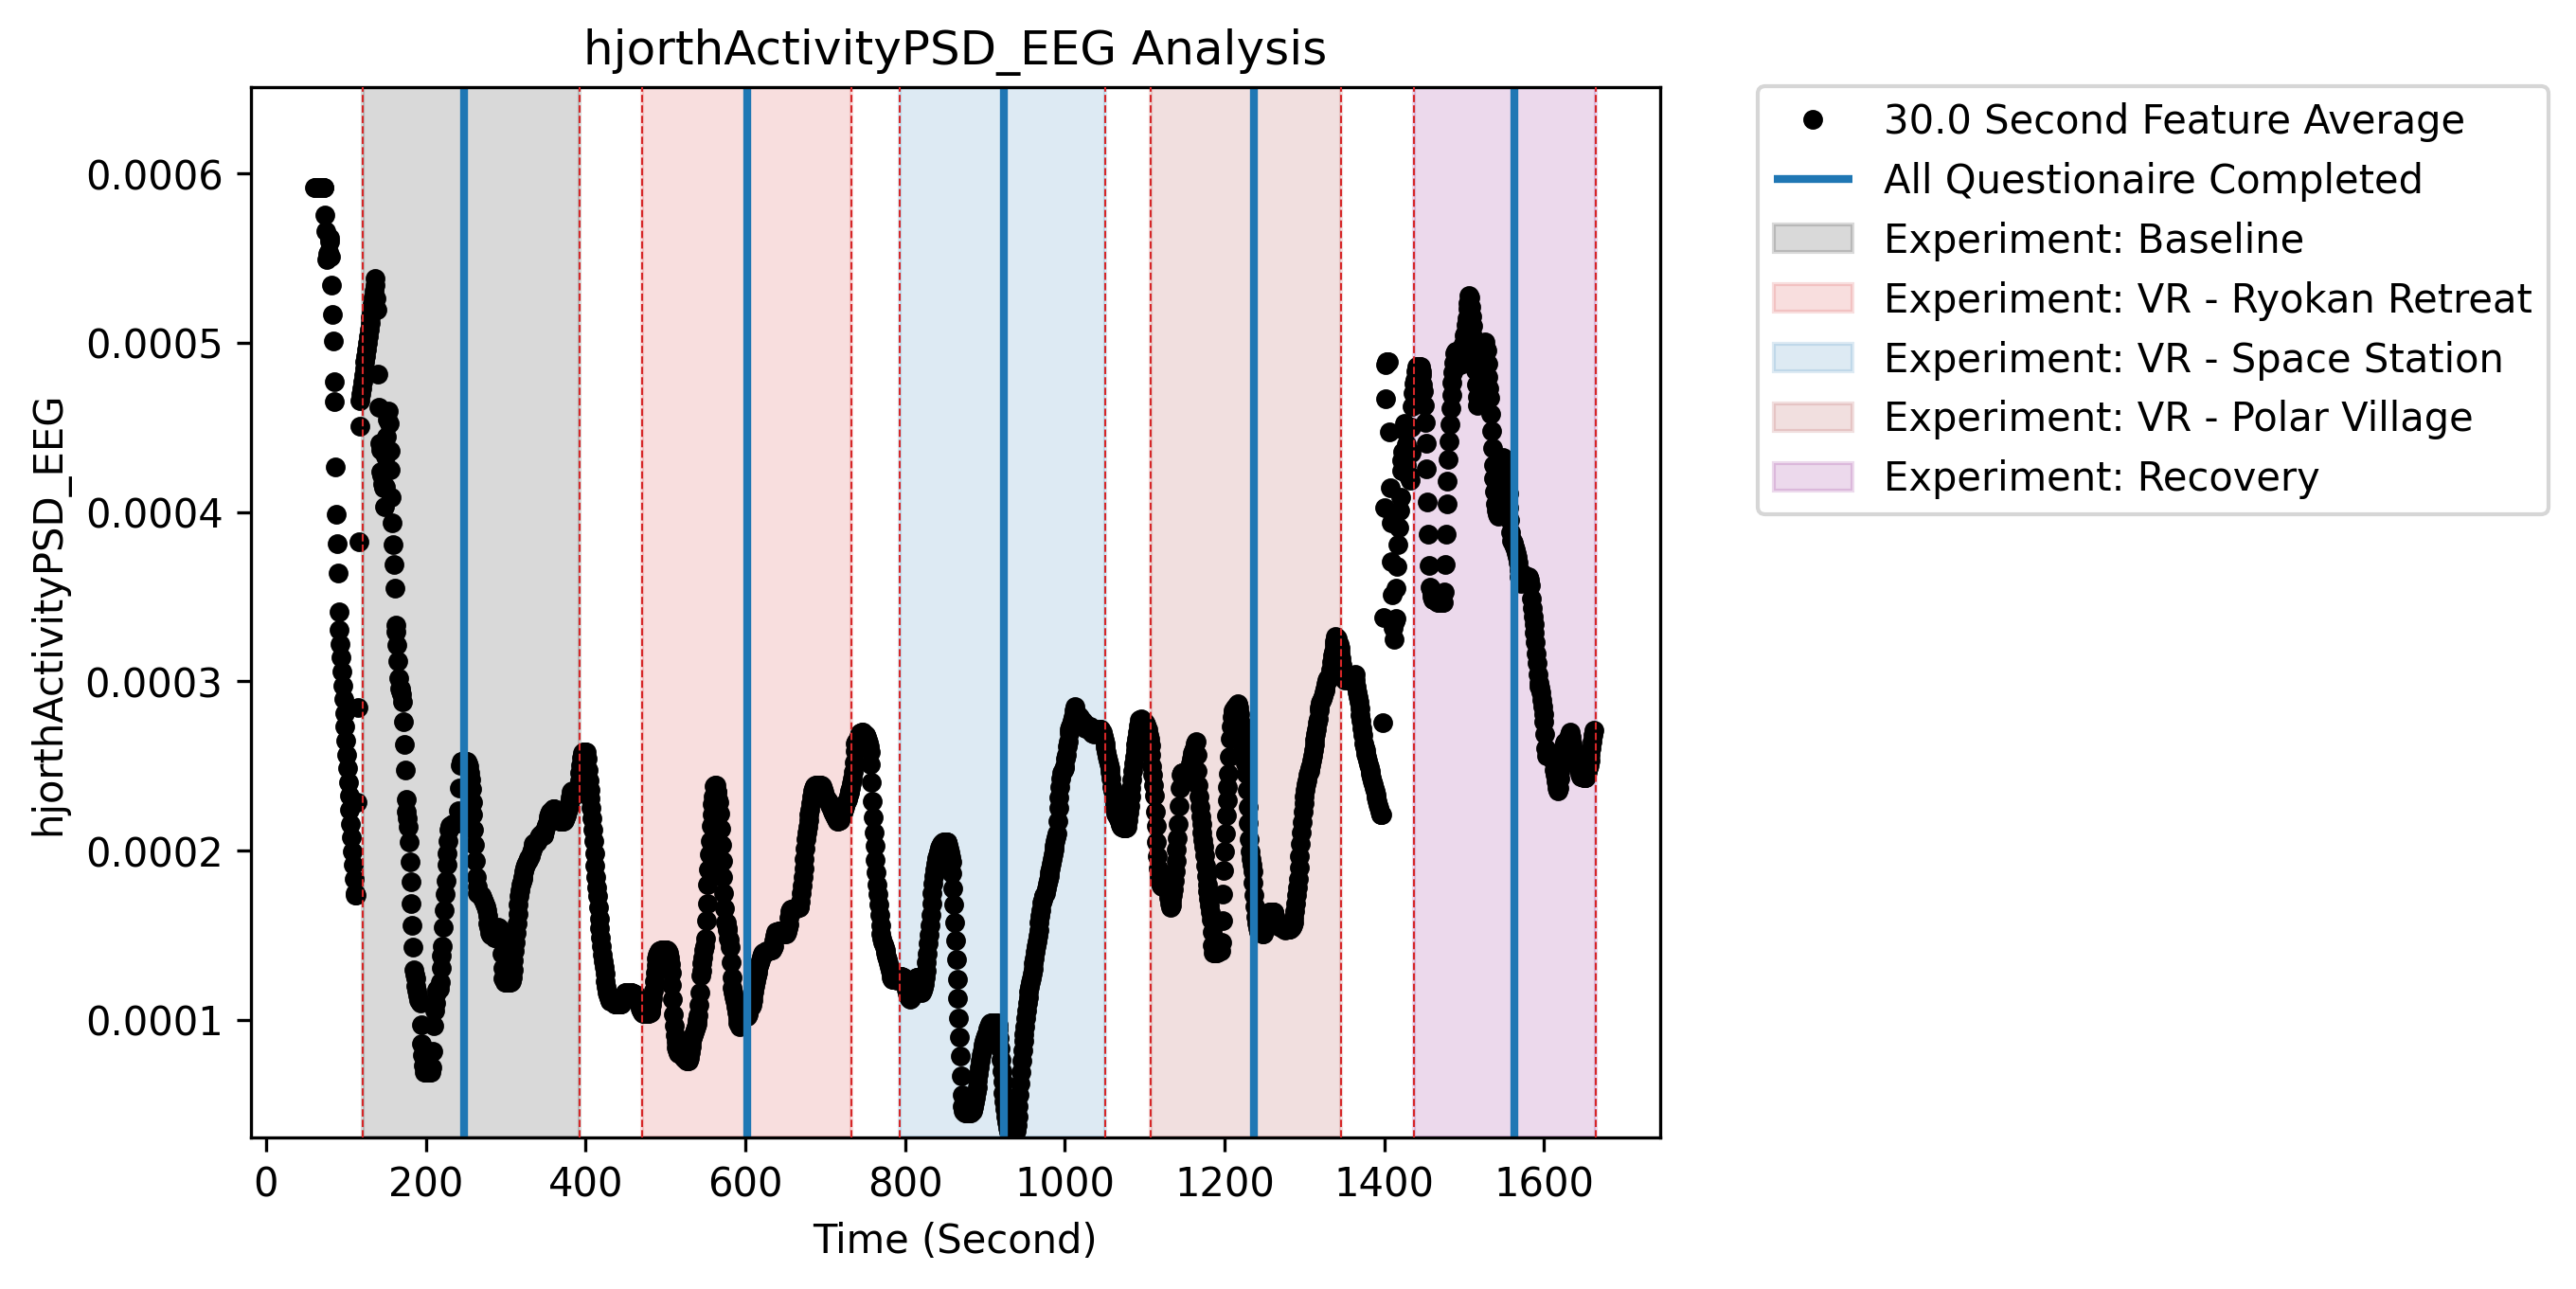 hjorthActivityPSD_EEG Analysis
hjorthActivityPSD_EEG
0.0006
0.0005
0.0004
0.0003
0.0002
0.0001
0 200 400 600 800 1000 1200 1400 1600
Time (Second)
30.0 Second Feature Average
All Questionaire Completed
Experiment: Baseline
Experiment: VR - Ryokan Retreat
Experiment: VR - Space Station
Experiment: VR - Polar Village
Experiment: Recovery